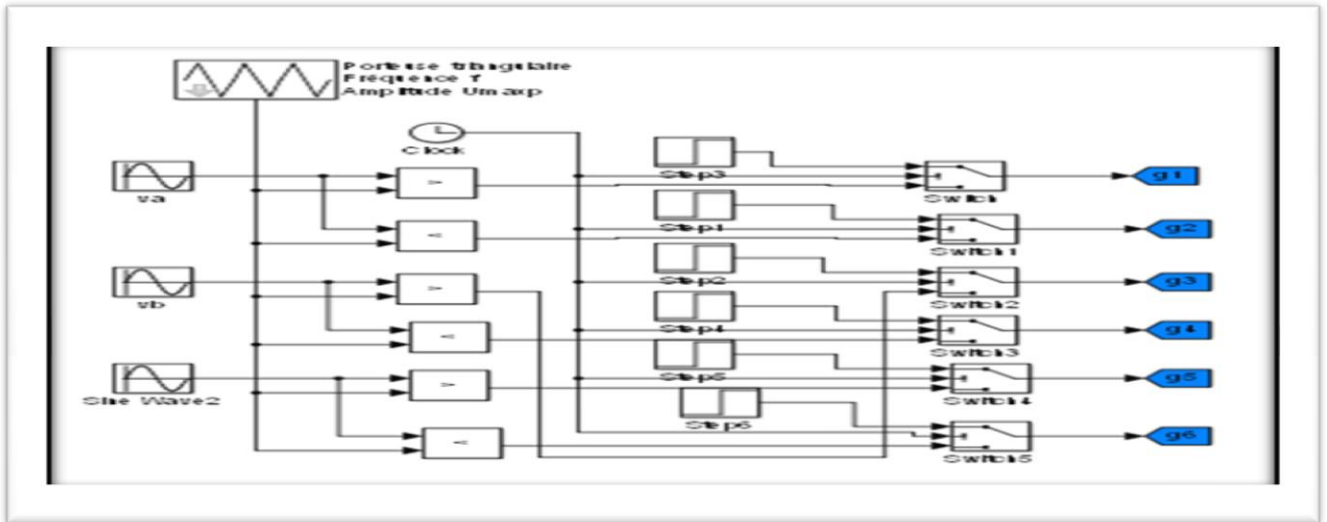 Porteuse triangulaire
Fréquence f
Amplitude Umaxp
Clock
va
>
Step3
Switch
g1
<
Step1
Switch1
g2
vb
>
Step2
Switch2
g3
<
Step4
Switch3
g4
Sine Wave2
>
Step5
Switch4
g5
<
Step6
Switch5
g6